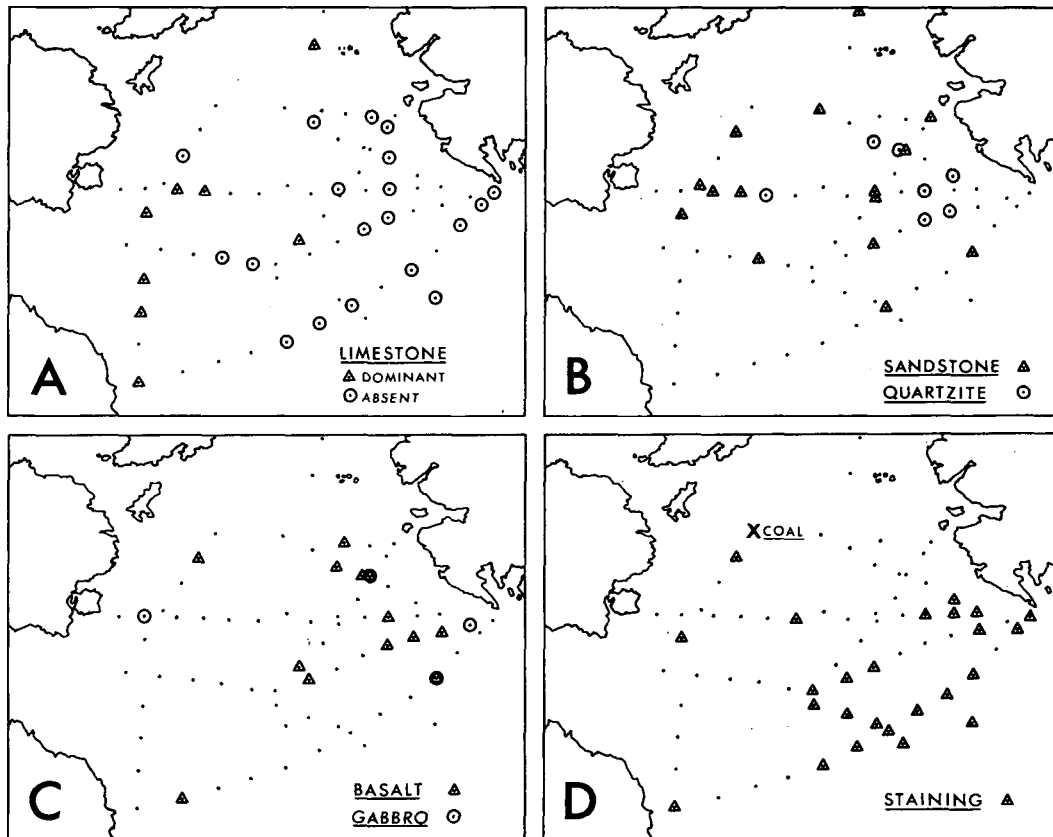 LIMESTONE
DOMINANT
ABSENT
A
SANDSTONE
QUARTZITE
B
BASALT
GABBRO
C
X COAL
STAINING
D